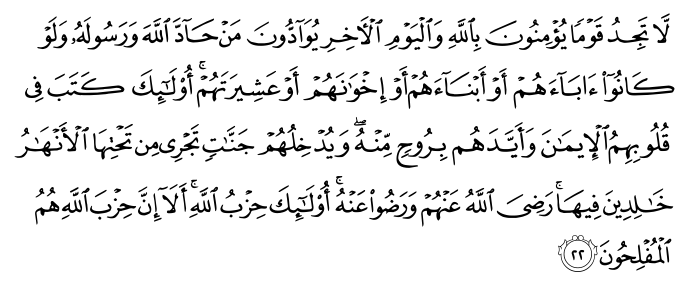 لَّا تَجِدُ قَوْمًا يُؤْمِنُونَ بِٱللَّهِ وَٱلْيَوْمِ ٱلْأَخِرِ يُوَآدُّونَ مَنْ حَآدَّ ٱللَّهَ وَرَسُولَهُۥ وَلَوْ
كَانُوٓا۟ ءَابَآءَهُمْ أَوْ أَبْنَآءَهُمْ أَوْ إِخْوَٰنَهُمْ أَوْ عَشِيرَتَهُمْ ۚ أُو۟لَـٰٓئِكَ كَتَبَ فِى
قُلُوبِهِمُ ٱلْإِيمَـٰنَ وَأَيَّدَهُم بِرُوحٍ مِّنْهُ ۖ وَيُدْخِلُهُمْ جَنَّـٰتٍ تَجْرِى مِن تَحْتِهَا ٱلْأَنْهَـٰرُ
خَـٰلِدِينَ فِيهَا ۚ رَضِىَ ٱللَّهُ عَنْهُمْ وَرَضُوا۟ عَنْهُ ۚ أُو۟لَـٰٓئِكَ حِزْبُ ٱللَّهِ ۚ أَلَآ إِنَّ حِزْبَ ٱللَّهِ هُمُ
ٱلْمُفْلِحُونَ ۝٢٢